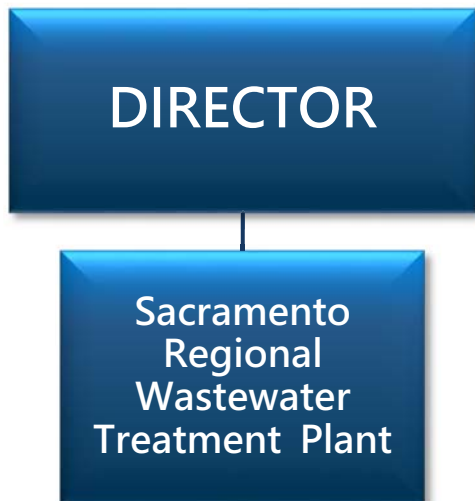 DIRECTOR
Sacramento
Regional
Wastewater
Treatment Plant